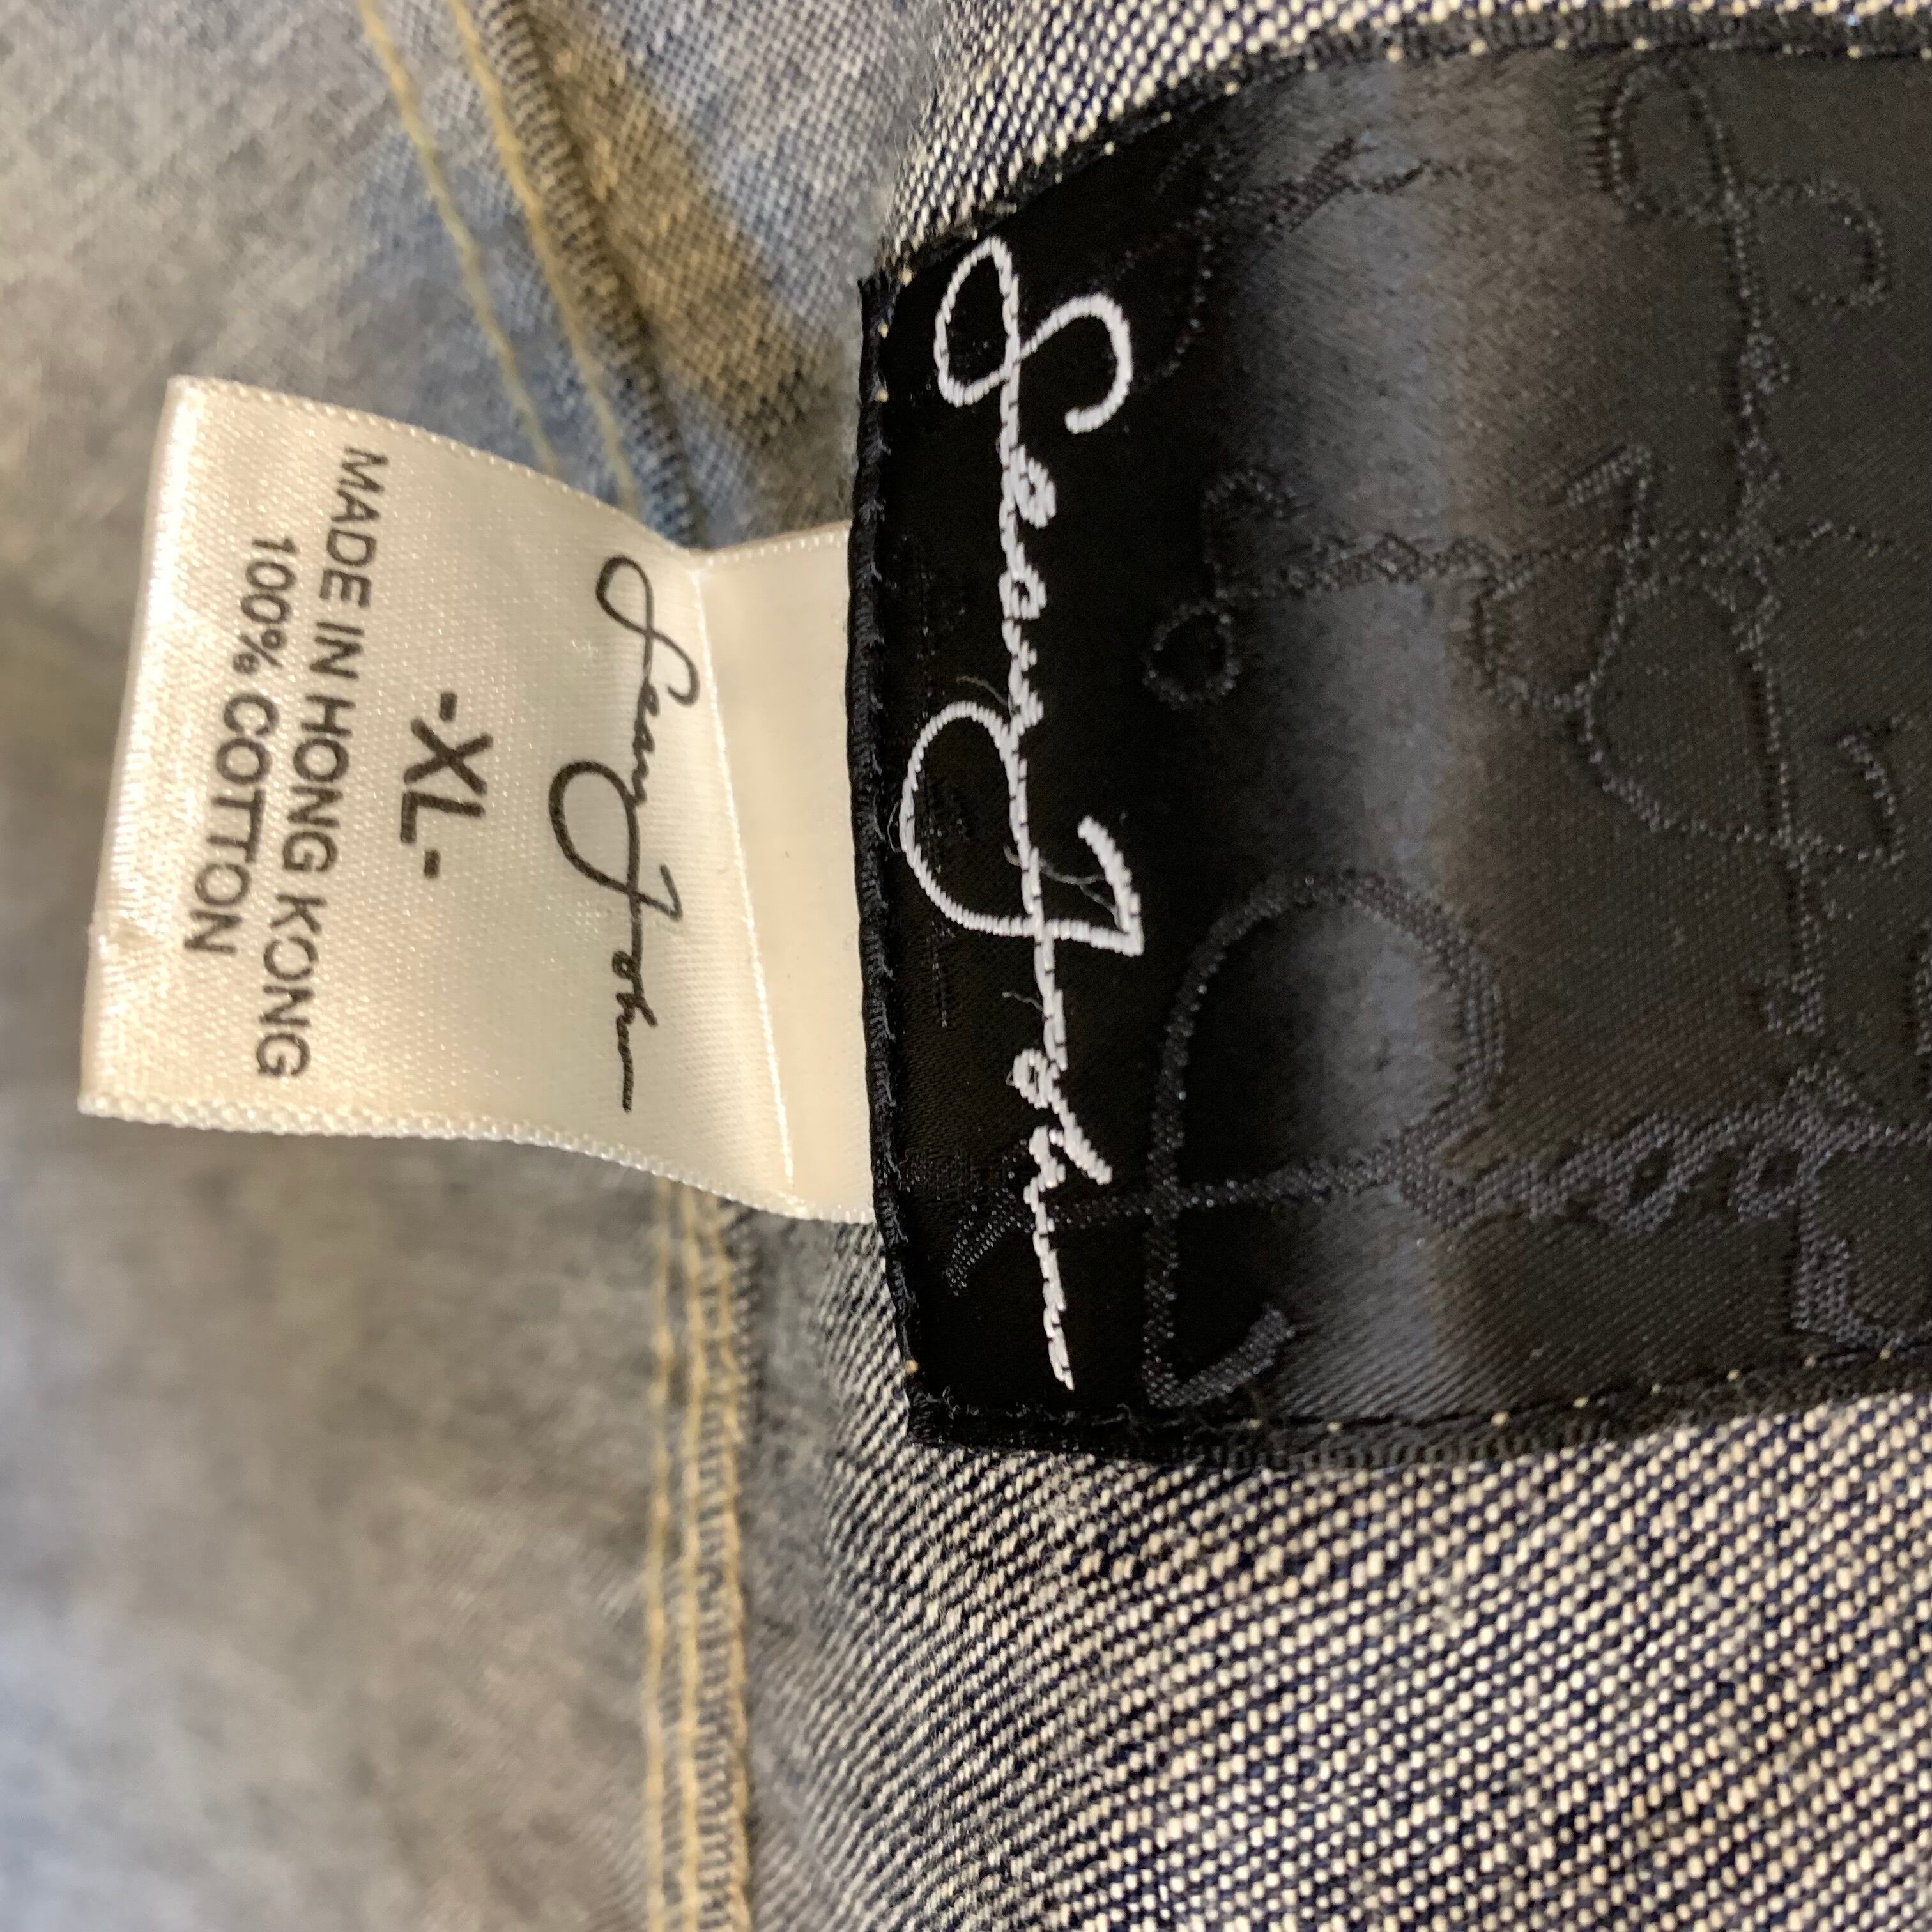 Sean John
Sean John
-XL-
MADE IN HONG KONG
100% COTTON